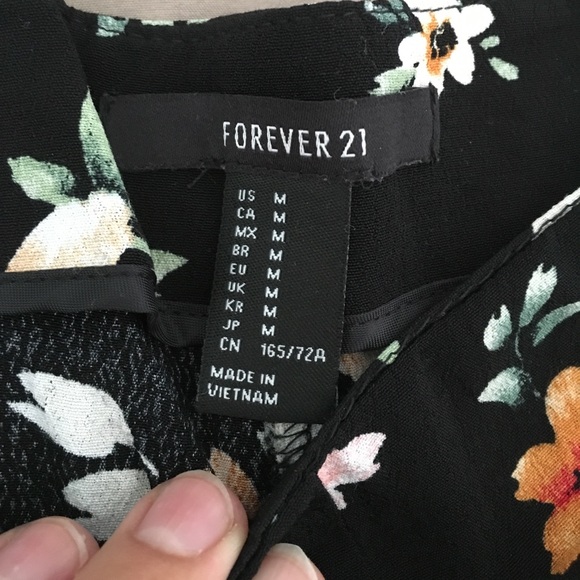 FOREVER 21
US M
CA M
MX M
BR M
EU M
UK M
KR M
JP M
CN 165/72A
MADE IN
VIETNAM